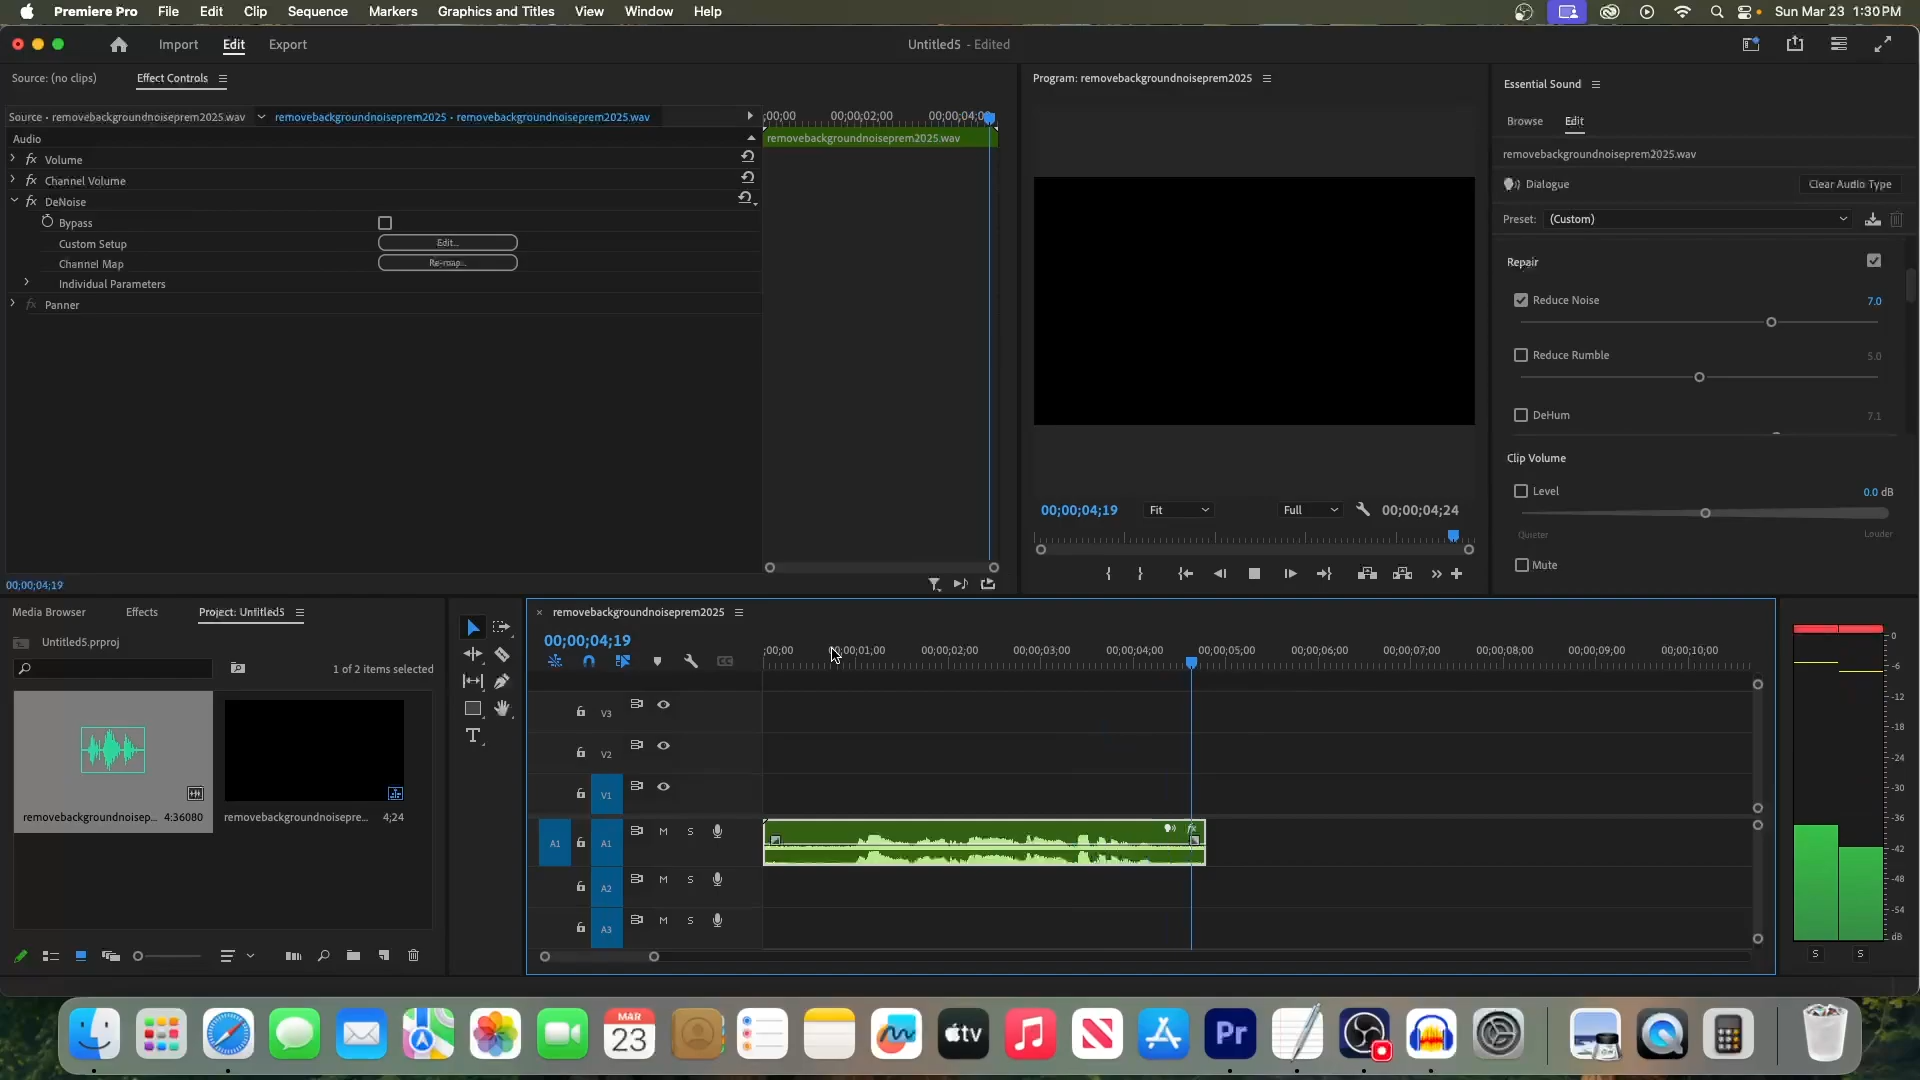 Premiere Pro File Edit Clip Sequence Markers Graphics and Titles View Window Help Sun Mar 23 1:30 PM
Import Edit Export Untitled5 - Edited
Source: (no clips) Effect Controls
Source • removebackgroundnoiseprem2025.wav removebackgroundnoiseprem2025 • removebackgroundnoiseprem2025.wav
;00;00 00;00;02;00 00;00;04;0
Audio
removebackgroundnoiseprem2025.wav
fx Volume
fx Channel Volume
fx DeNoise
Bypass
Custom Setup Edit...
Channel Map Re-map...
Individual Parameters
fx Panner
00;00;04;19
Program: removebackgroundnoiseprem2025
00;00;04;19 Fit Full 00;00;04;24
Essential Sound
Browse Edit
removebackgroundnoiseprem2025.wav
Dialogue Clear Audio Type
Preset: (Custom)
Repair
Reduce Noise 7.0
Reduce Rumble 5.0
DeHum 7.1
Clip Volume
Level 0.0 dB
Quieter Louder
Mute
Media Browser Effects Project: Untitled5
Untitled5.prproj
1 of 2 items selected
removebackgroundnoisep... 4:36080 removebackgroundnoisepre... 4;24
removebackgroundnoiseprem2025
00;00;04;19
;00;00 00;00;01;00 00;00;02;00 00;00;03;00 00;00;04;00 00;00;05;00 00;00;06;00 00;00;07;00 00;00;08;00 00;00;09;00 00;00;10;00
V3
V2
V1
A1 A1 M S fx
A2 M S
A3 M S
0
-6
-12
-18
-24
-30
-36
-42
-48
-54
dB
S S
MAR
23
tv
Pr